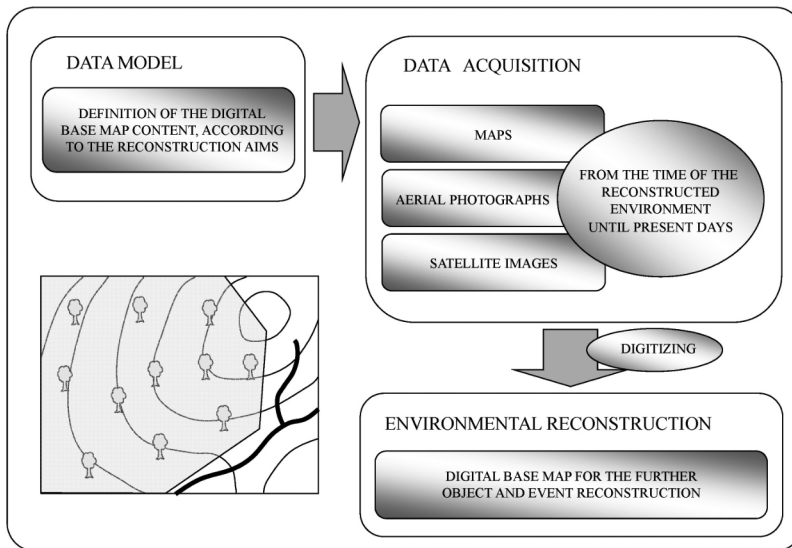 DATA MODEL
DEFINITION OF THE DIGITAL
BASE MAP CONTENT, ACCORDING
TO THE RECONSTRUCTION AIMS
DATA ACQUISITION
MAPS
AERIAL PHOTOGRAPHS
SATELLITE IMAGES
FROM THE TIME OF THE
RECONSTRUCTED
ENVIRONMENT
UNTIL PRESENT DAYS
DIGITIZING
ENVIRONMENTAL RECONSTRUCTION
DIGITAL BASE MAP FOR THE FURTHER
OBJECT AND EVENT RECONSTRUCTION